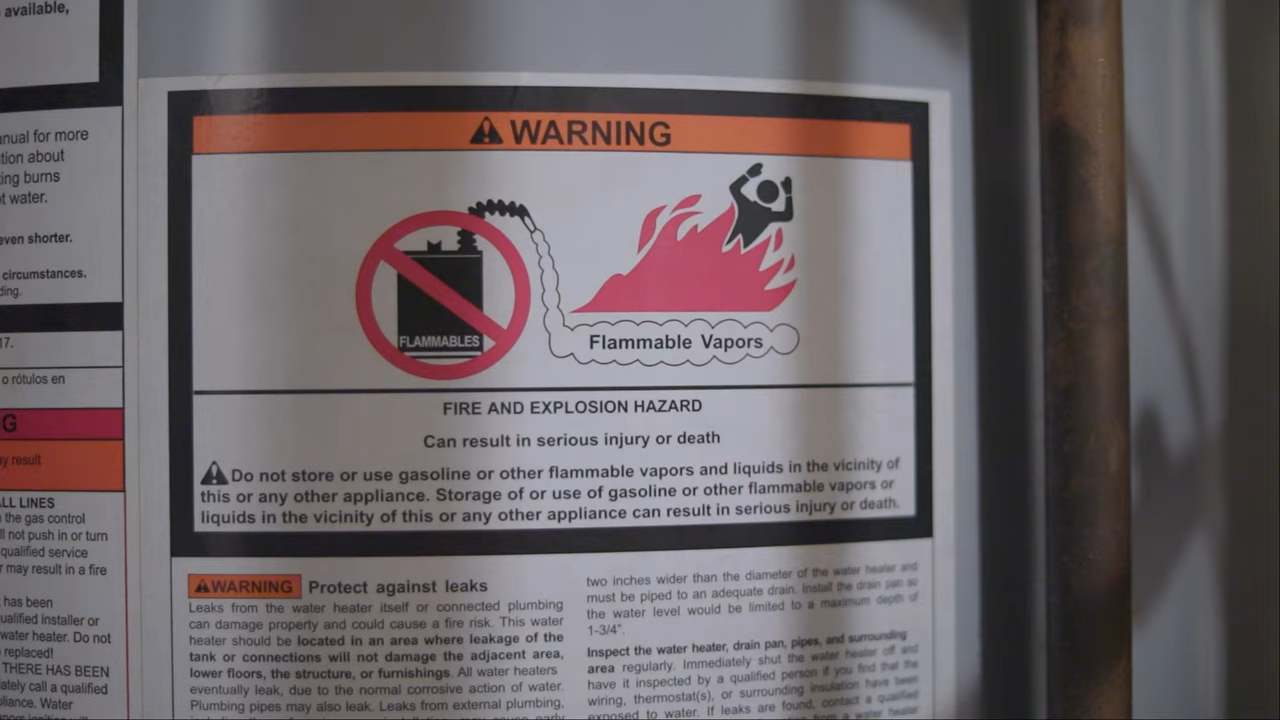 available,
anual for more
tion about
ing burns
t water.
even shorter.
circumstances.
ding.
17.
o rótulos en
G
ay result
ALL LINES
the gas control
ll not push in or turn
qualified service
r may result in a fire
has been
ualified installer or
water heater. Do not
replaced!
THERE HAS BEEN
iately call a qualified
pliance. Water
WARNING
FLAMMABLES
Flammable Vapors
FIRE AND EXPLOSION HAZARD
Can result in serious injury or death
Do not store or use gasoline or other flammable vapors and liquids in the vicinity of
this or any other appliance. Storage of or use of gasoline or other flammable vapors or
liquids in the vicinity of this or any other appliance can result in serious injury or death.
WARNING Protect against leaks
Leaks from the water heater itself or connected plumbing
can damage property and could cause a fire risk. This water
heater should be located in an area where leakage of the
tank or connections will not damage the adjacent area,
lower floors, the structure, or furnishings. All water heaters
eventually leak, due to the normal corrosive action of water.
Plumbing pipes may also leak. Leaks from external plumbing,
two inches wider than the diameter of the water heater and
must be piped to an adequate drain. Install the drain pan so
the water level would be limited to a maximum depth of
1-3/4".
Inspect the water heater, drain pan, pipes, and surrounding
area regularly. Immediately shut the water heater off and
have it inspected by a qualified person if you find that the
wiring, thermostat(s), or surrounding insulation have been
exposed to water. If leaks are found, contact a qualified